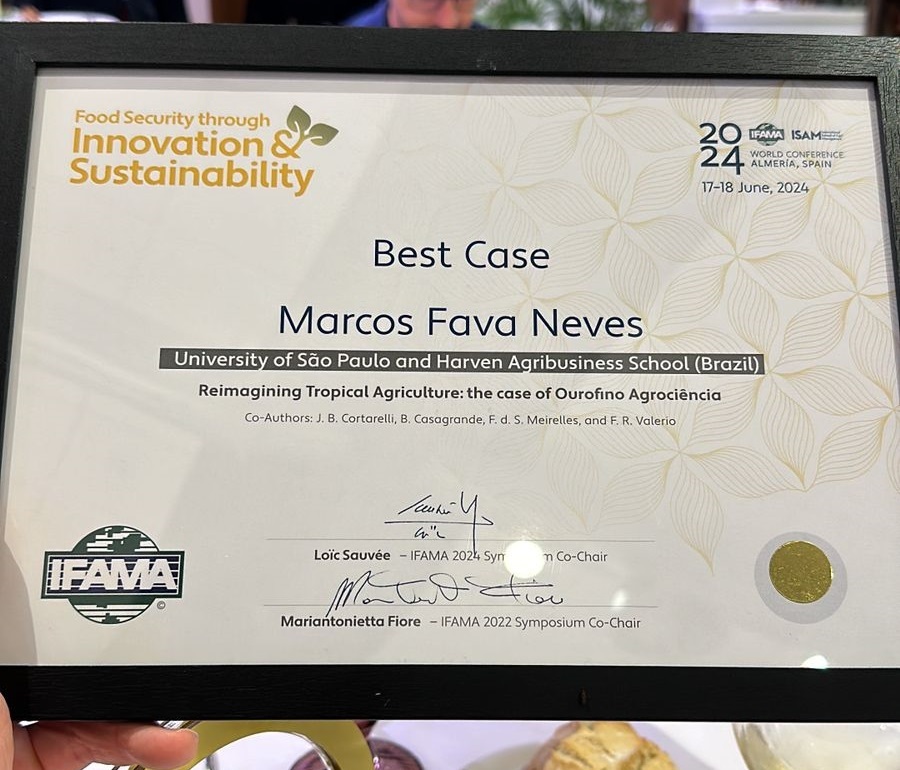 Food Security through
Innovation &
Sustainability
20
24
IFAMA ISAM
WORLD CONFERENCE
ALMERÍA, SPAIN
17-18 June, 2024
Best Case
Marcos Fava Neves
University of São Paulo and Harven Agribusiness School (Brazil)
Reimagining Tropical Agriculture: the case of Ourofino Agrociência
Co-Authors: J. B. Cortarelli, B. Casagrande, F. d. S. Meirelles, and F. R. Valerio
Loïc Sauvée – IFAMA 2024 Co-Chair
Mariantonietta Fiore – IFAMA 2022 Symposium Co-Chair
IFAMA
©